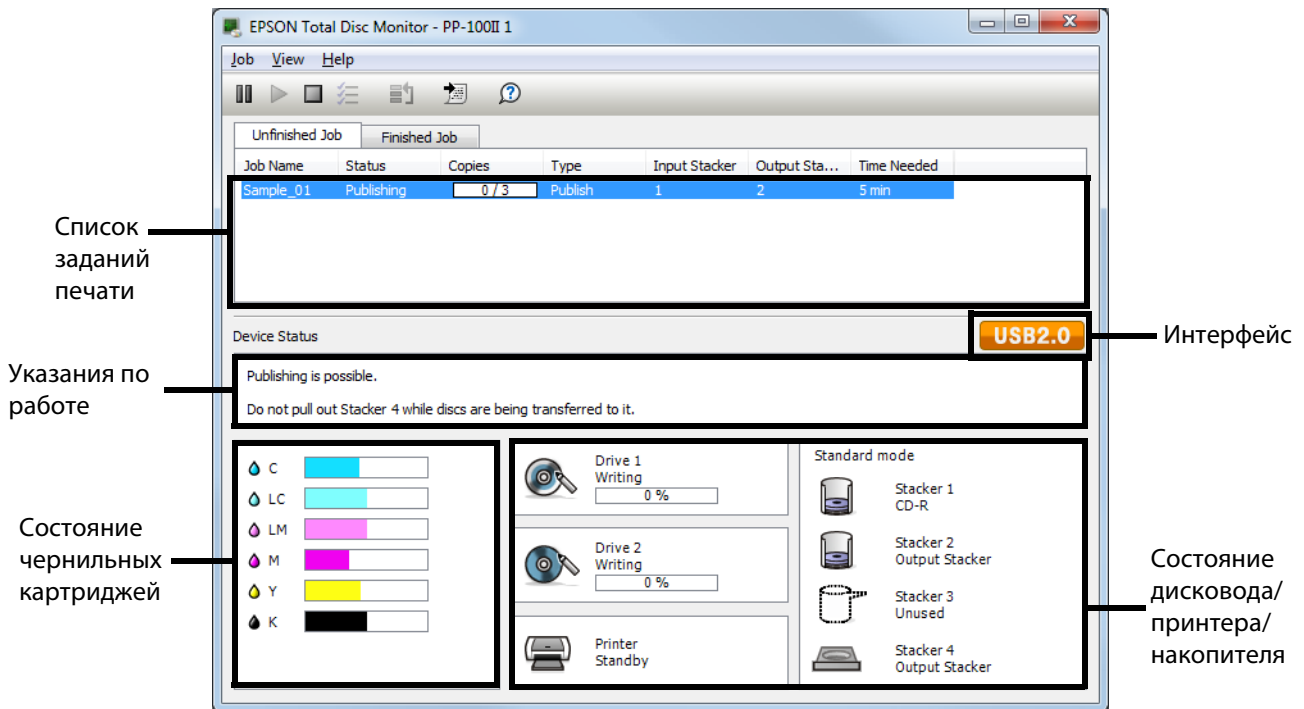 EPSON Total Disc Monitor - PP-100II 1
Job View Help
Unfinished Job Finished Job
Job Name Status Copies Type Input Stacker Output Sta... Time Needed
Sample_01 Publishing 0 / 3 Publish 1 2 5 min
Список
заданий
печати
Device Status
USB2.0
Интерфейс
Указания по
работе
Publishing is possible.
Do not pull out Stacker 4 while discs are being transferred to it.
Состояние
чернильных
картриджей
C
LC
LM
M
Y
K
Drive 1
Writing
0 %
Drive 2
Writing
0 %
Printer
Standby
Standard mode
Stacker 1
CD-R
Stacker 2
Output Stacker
Stacker 3
Unused
Stacker 4
Output Stacker
Состояние
дисковода/
принтера/
накопителя